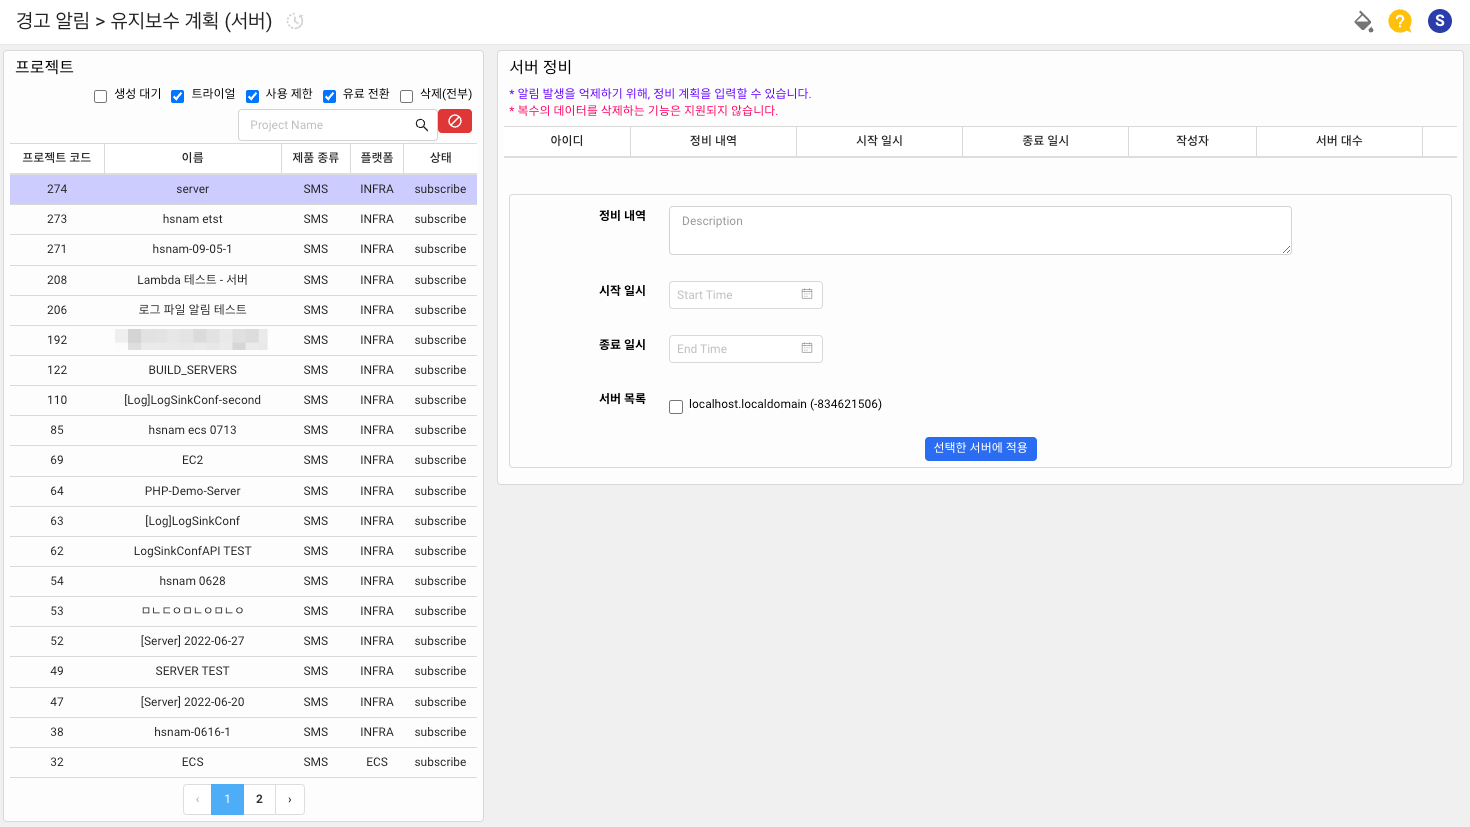 경고 알림 > 유지보수 계획 (서버)
?
S
프로젝트
생성 대기 트라이얼 사용 제한 유료 전환 삭제(전부)
Project Name
프로젝트 코드 이름 제품 종류 플랫폼 상태
274 server SMS INFRA subscribe
273 hsnam etst SMS INFRA subscribe
271 hsnam-09-05-1 SMS INFRA subscribe
208 Lambda 테스트 - 서버 SMS INFRA subscribe
206 로그 파일 알림 테스트 SMS INFRA subscribe
192 SMS INFRA subscribe
122 BUILD_SERVERS SMS INFRA subscribe
110 [Log]LogSinkConf-second SMS INFRA subscribe
85 hsnam ecs 0713 SMS INFRA subscribe
69 EC2 SMS INFRA subscribe
64 PHP-Demo-Server SMS INFRA subscribe
63 [Log]LogSinkConf SMS INFRA subscribe
62 LogSinkConfAPI TEST SMS INFRA subscribe
54 hsnam 0628 SMS INFRA subscribe
53 ㅁㄴㄷㅇㅁㄴㅇㅁㄴㅇ SMS INFRA subscribe
52 [Server] 2022-06-27 SMS INFRA subscribe
49 SERVER TEST SMS INFRA subscribe
47 [Server] 2022-06-20 SMS INFRA subscribe
38 hsnam-0616-1 SMS INFRA subscribe
32 ECS SMS ECS subscribe
‹ 1 2 ›
서버 정비
* 알림 발생을 억제하기 위해, 정비 계획을 입력할 수 있습니다.
* 복수의 데이터를 삭제하는 기능은 지원되지 않습니다.
아이디 정비 내역 시작 일시 종료 일시 작성자 서버 대수
정비 내역 Description
시작 일시 Start Time
종료 일시 End Time
서버 목록 localhost.localdomain (-834621506)
선택한 서버에 적용